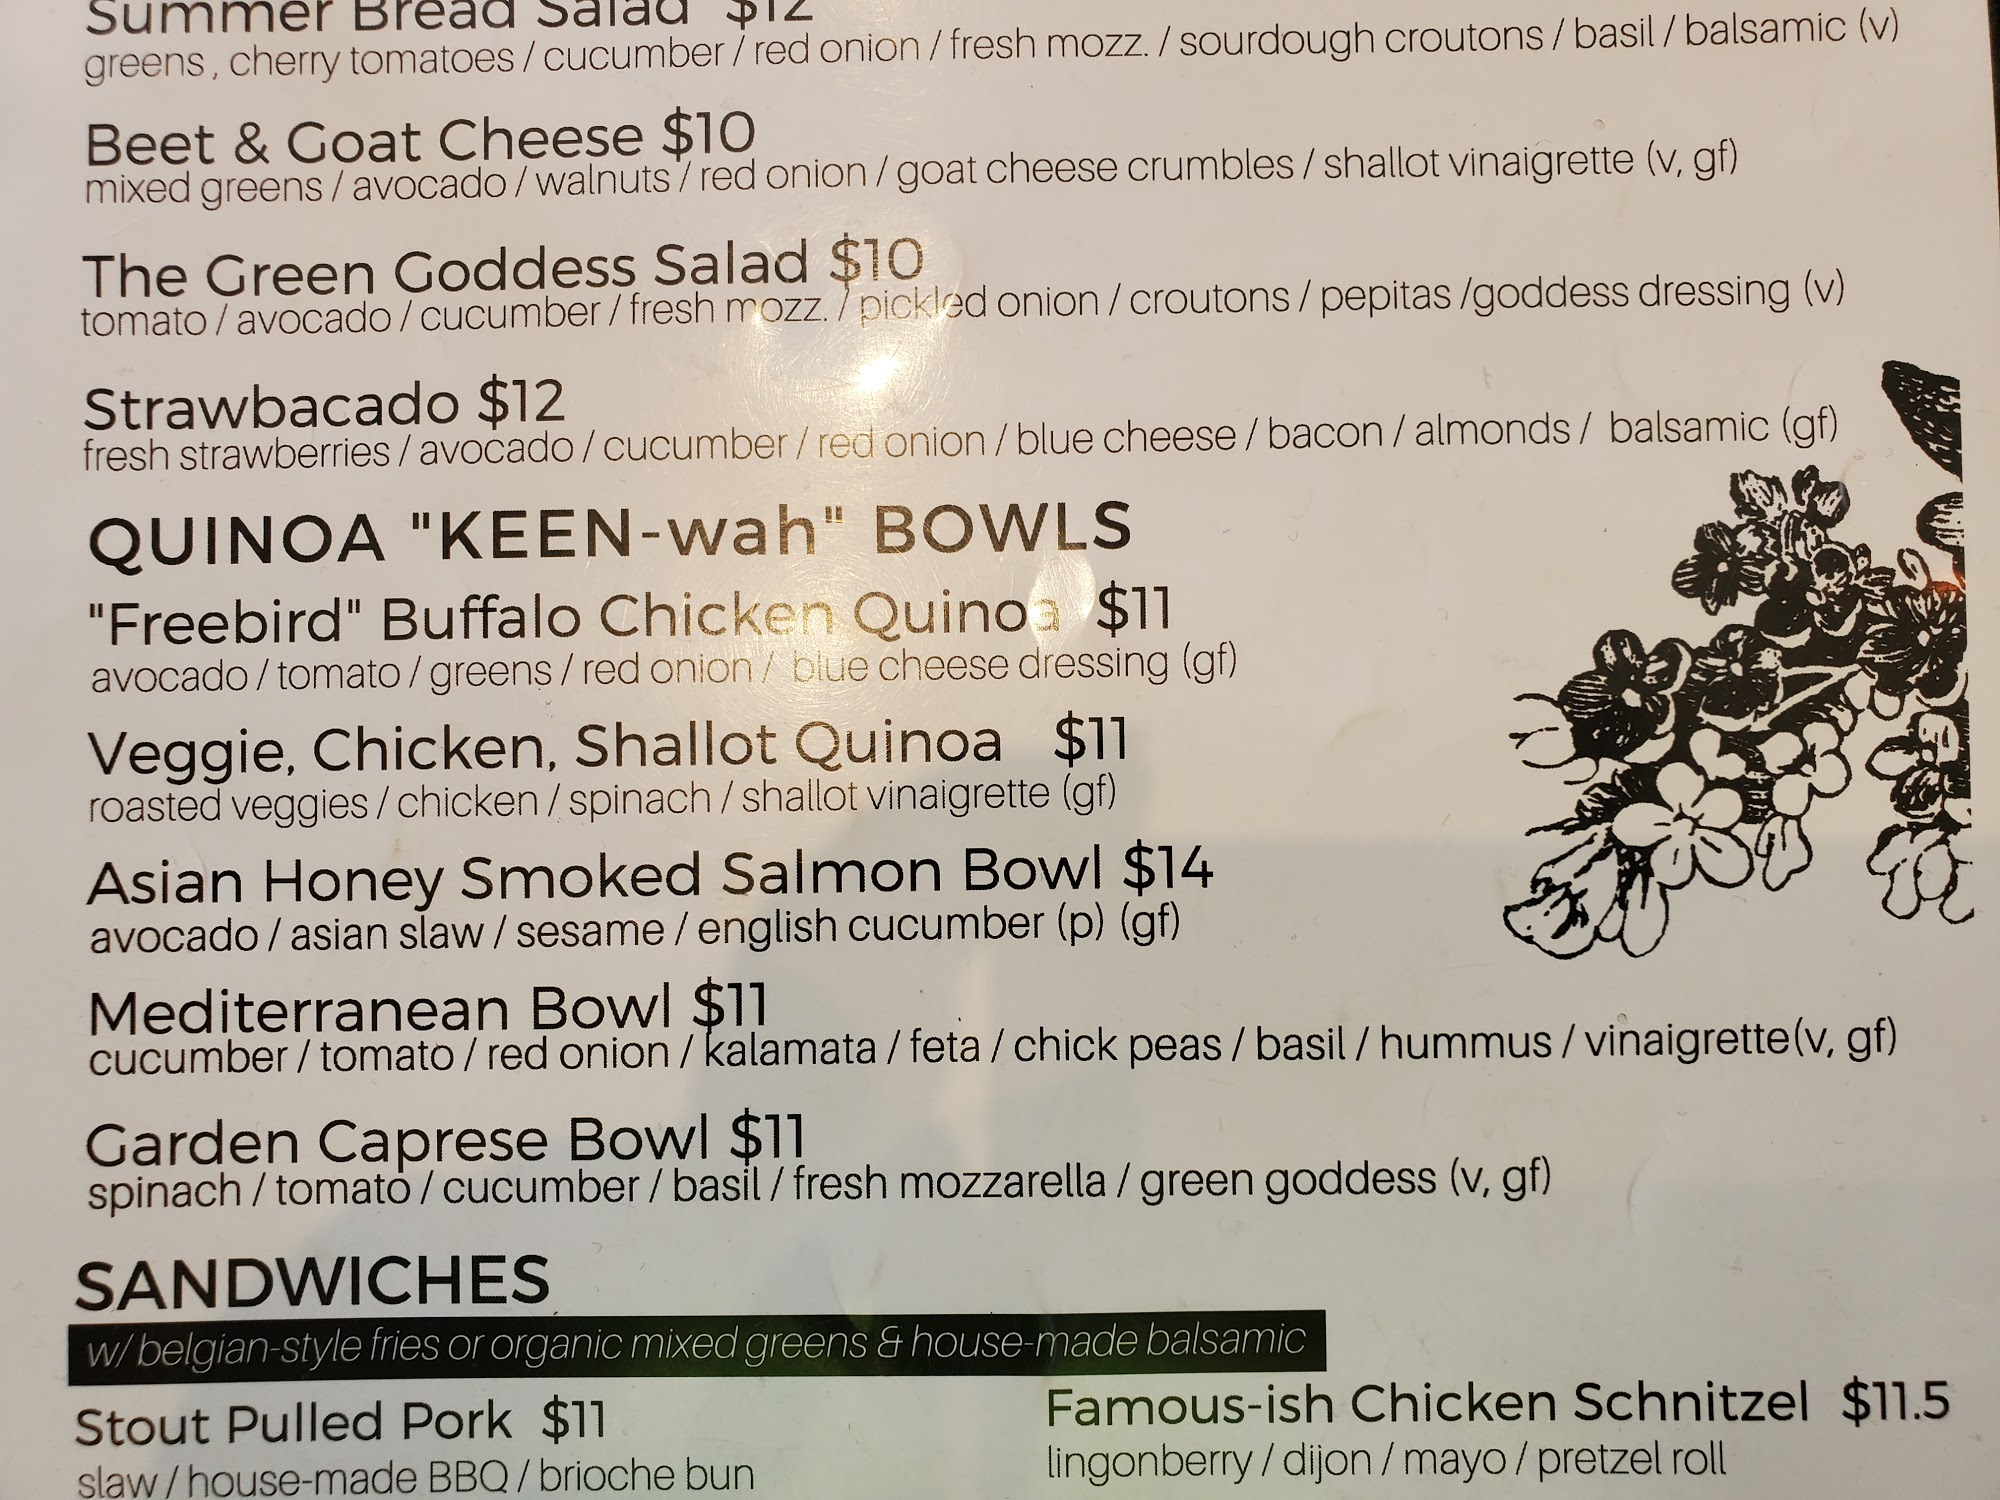 Summer Bread Salad $12
greens, cherry tomatoes / cucumber / red onion / fresh mozz. / sourdough croutons / basil / balsamic (v)
Beet & Goat Cheese $10
mixed greens / avocado / walnuts / red onion / goat cheese crumbles / shallot vinaigrette (v, gf)
The Green Goddess Salad $10
tomato / avocado / cucumber / fresh mozz. / pickled onion / croutons / pepitas /goddess dressing (v)
Strawbacado $12
fresh strawberries / avocado / cucumber / red onion / blue cheese / bacon / almonds / balsamic (gf)
QUINOA "KEEN-wah" BOWLS
"Freebird" Buffalo Chicken Quinoa $11
avocado / tomato / greens / red onion / blue cheese dressing (gf)
Veggie, Chicken, Shallot Quinoa $11
roasted veggies / chicken / spinach / shallot vinaigrette (gf)
Asian Honey Smoked Salmon Bowl $14
avocado / asian slaw / sesame / english cucumber (p) (gf)
Mediterranean Bowl $11
cucumber / tomato / red onion / kalamata / feta / chick peas / basil / hummus / vinaigrette(v, gf)
Garden Caprese Bowl $11
spinach / tomato / cucumber / basil / fresh mozzarella / green goddess (v, gf)
SANDWICHES
w/ belgian-style fries or organic mixed greens & house-made balsamic
Stout Pulled Pork $11
slaw / house-made BBQ / brioche bun
Famous-ish Chicken Schnitzel $11.5
lingonberry / dijon / mayo / pretzel roll